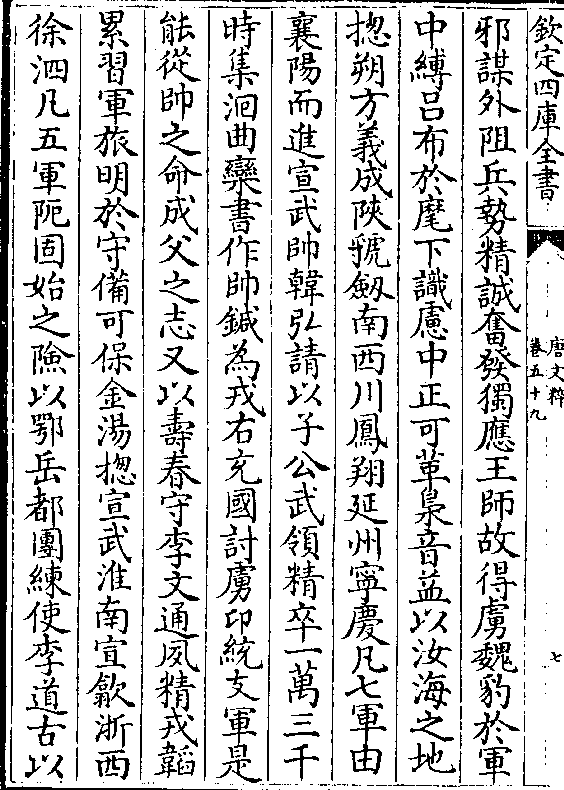 欽定四庫全書
唐文粹
卷五十九
七
邪謀外阻兵勢精誠奮發獨應王師故得虜魏豹於軍
中縛吕布於麾下識慮中正可革梟音益以汝海之地
揔朔方義成陜虢劔南西川鳳翔延州寧慶凡七軍由
襄陽而進宣武帥韓弘請以子公武領精卒一萬三千
時集洄曲欒書作帥鍼為戎右充國討虜卬統支軍是
能從帥之命成父之志又以壽春守李文通夙精戎韜
累習軍旅明於守備可保金湯揔宣武淮南宣歙浙西
徐泗凡五軍阨固始之險以鄂岳都團練使李道古以